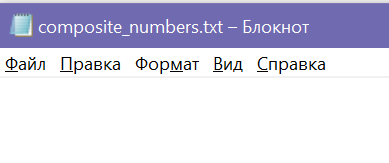 composite_numbers.txt – Блокнот
Файл Правка Формат Вид Справка